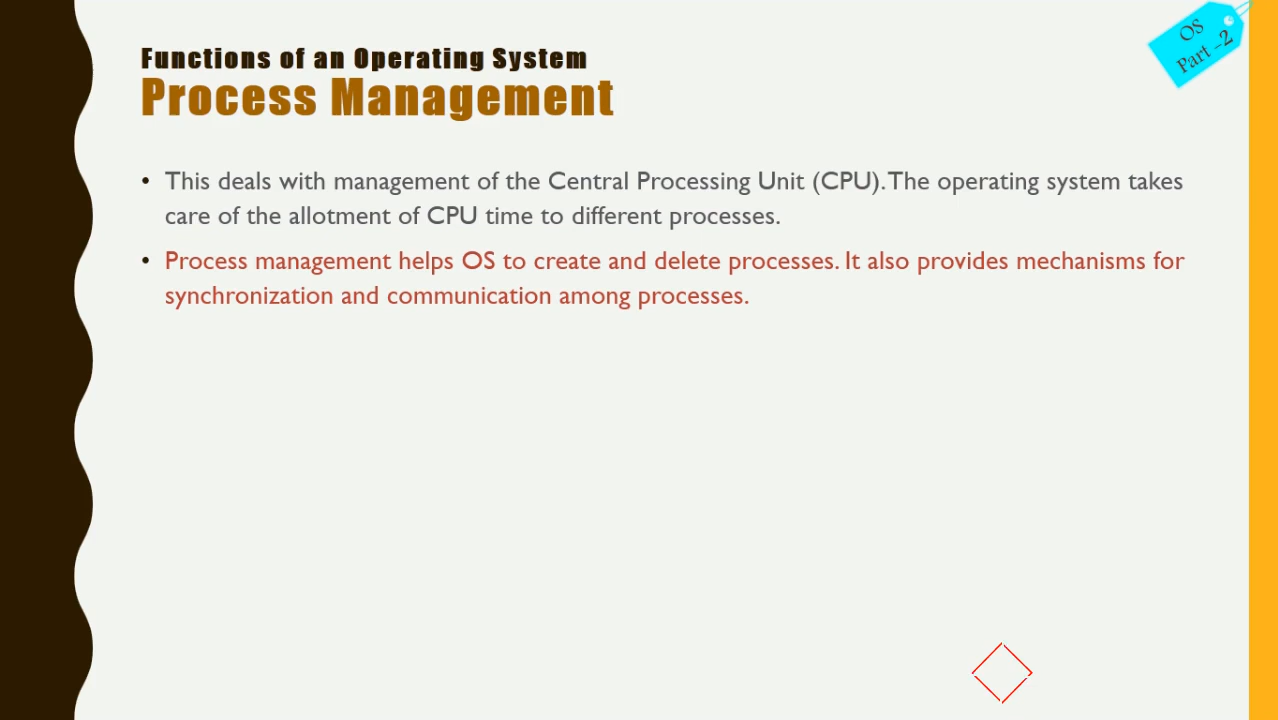 Functions of an Operating System
Process Management
• This deals with management of the Central Processing Unit (CPU). The operating system takes
care of the allotment of CPU time to different processes.
• Process management helps OS to create and delete processes. It also provides mechanisms for
synchronization and communication among processes.
OS
Part -2